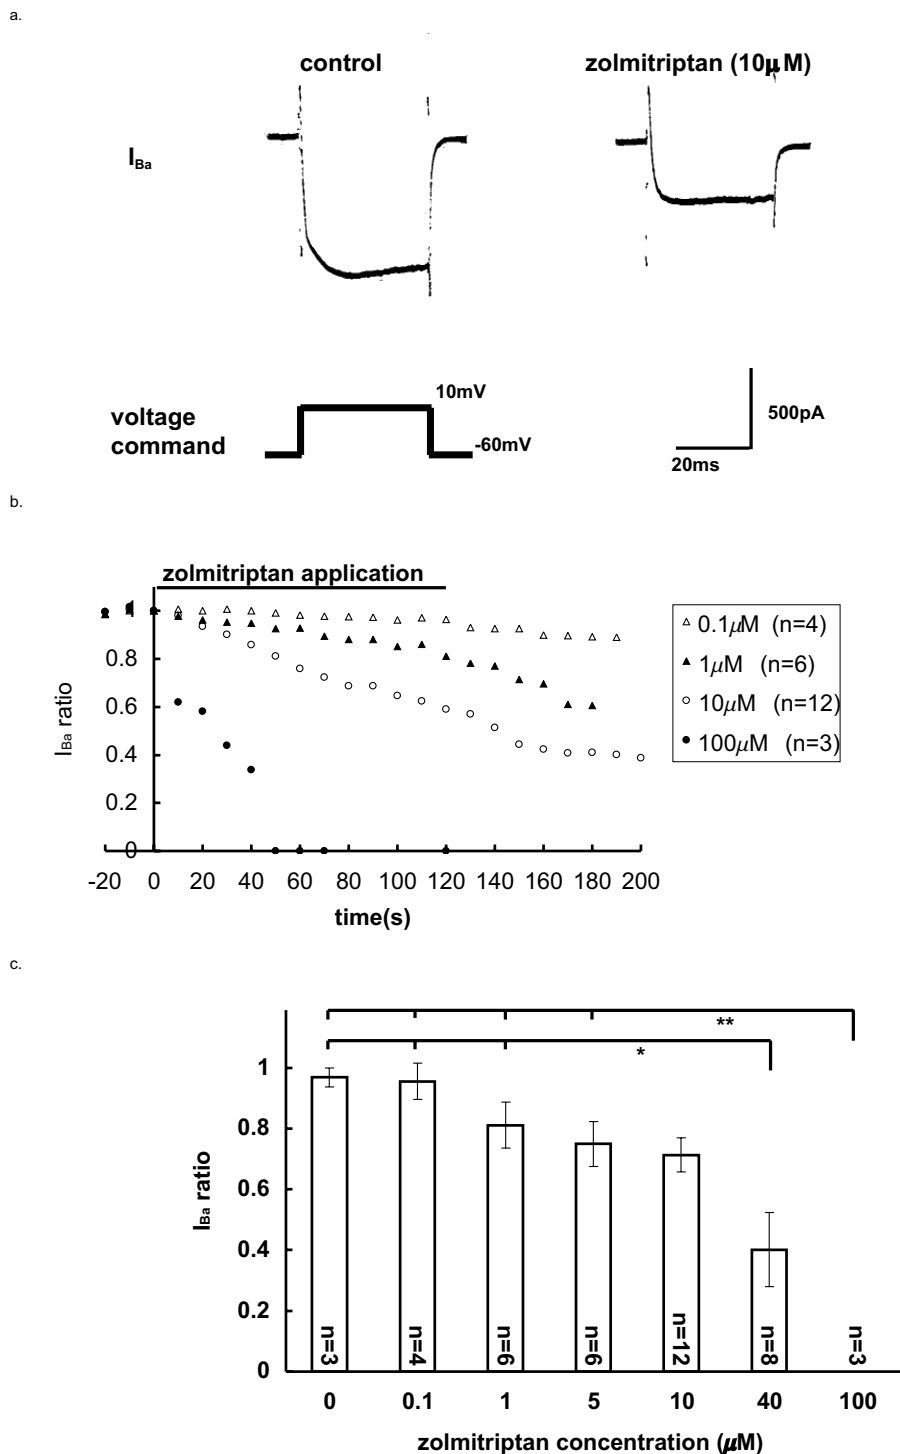 a.
control
zolmitriptan (10μM)
IBa
10mV
voltage
command
-60mV
500pA
20ms
b.
zolmitriptan application
1
0.8
0.6
0.4
0.2
0
IBa ratio
-20 0 20 40 60 80 100 120 140 160 180 200
time(s)
0.1μM (n=4)
1μM (n=6)
10μM (n=12)
100μM (n=3)
c.
**
*
1
0.8
0.6
0.4
0.2
0
IBa ratio
n=3 n=4 n=6 n=6 n=12 n=8 n=3
0 0.1 1 5 10 40 100
zolmitriptan concentration (μM)